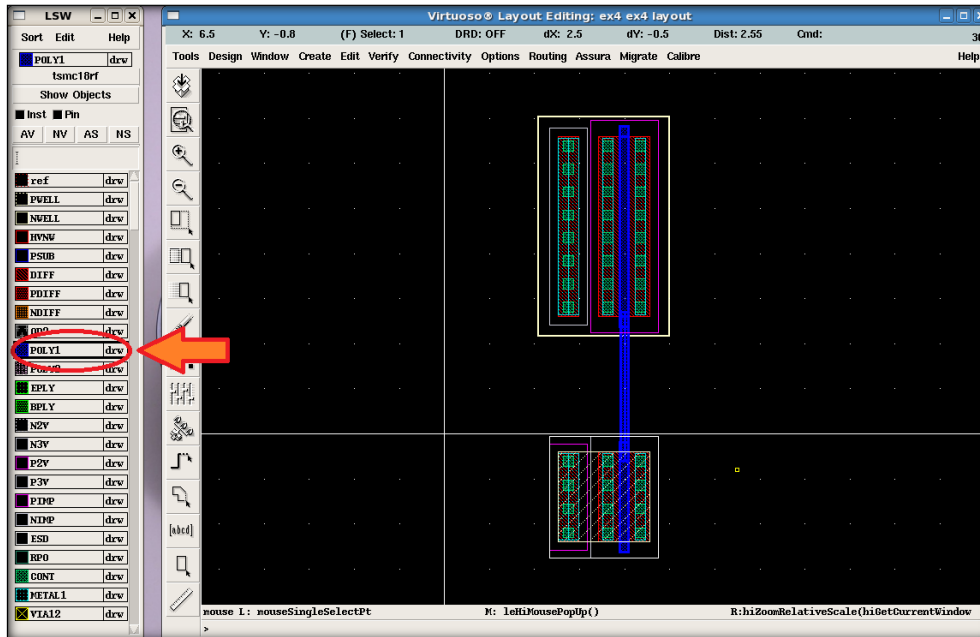 LSW
Sort Edit Help
POLY1 drw
tsmc18rf
Show Objects
Inst Pin
AV NV AS NS
ref drw
PWELL drw
NWELL drw
HVNW drw
PSUB drw
DIFF drw
PDIFF drw
NDIFF drw
OD2 drw
POLY1 drw
POLY2 drw
EPLY drw
BPLY drw
N2V drw
N3V drw
P2V drw
P3V drw
PIMP drw
NIMP drw
ESD drw
RPO drw
CONT drw
METAL1 drw
VIA12 drw
Virtuoso® Layout Editing: ex4 ex4 layout
X: 6.5 Y: -0.8 (F) Select: 1 DRD: OFF dX: 2.5 dY: -0.5 Dist: 2.55 Cmd: 30
Tools Design Window Create Edit Verify Connectivity Options Routing Assura Migrate Calibre Help
[abcd]
mouse L: mouseSingleSelectPt M: leHiMousePopUp() R:hiZoomRelativeScale(hiGetCurrentWindow
>